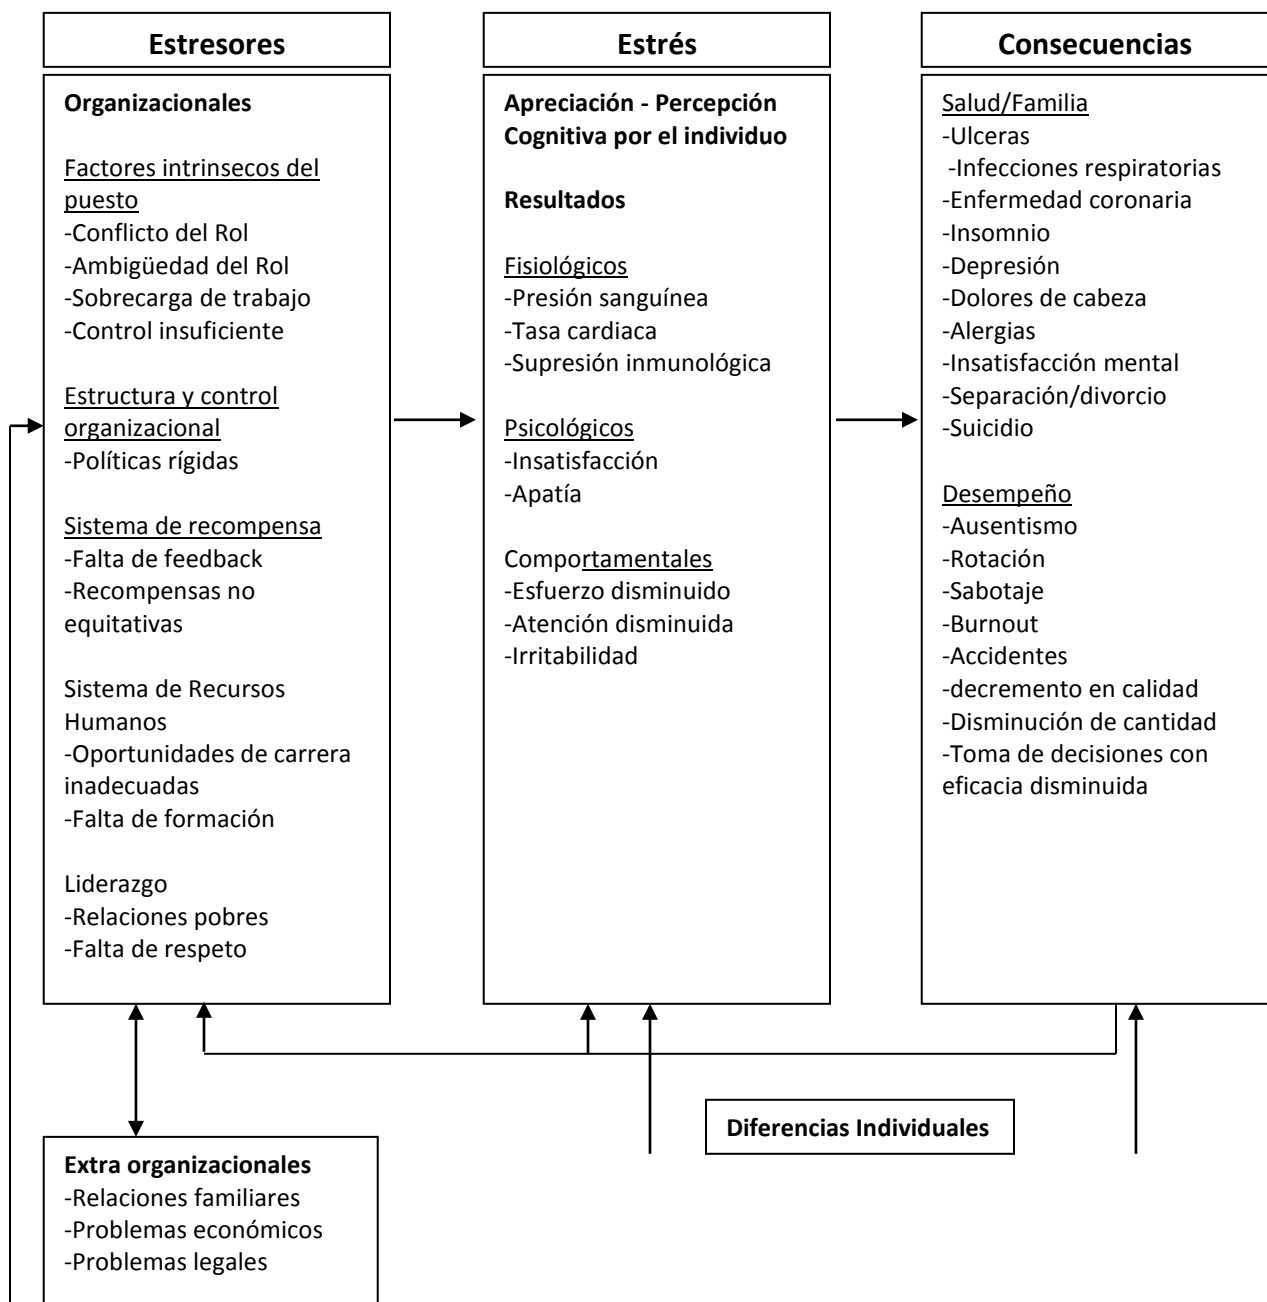 Estresores
Organizacionales
Factores intrinsecos del
puesto
-Conflicto del Rol
-Ambigüedad del Rol
-Sobrecarga de trabajo
-Control insuficiente
Estructura y control
organizacional
-Políticas rígidas
Sistema de recompensa
-Falta de feedback
-Recompensas no
equitativas
Sistema de Recursos
Humanos
-Oportunidades de carrera
inadecuadas
-Falta de formación
Liderazgo
-Relaciones pobres
-Falta de respeto
Estrés
Apreciación - Percepción
Cognitiva por el individuo
Resultados
Fisiológicos
-Presión sanguínea
-Tasa cardiaca
-Supresión inmunológica
Psicológicos
-Insatisfacción
-Apatía
Comportamentales
-Esfuerzo disminuido
-Atención disminuida
-Irritabilidad
Consecuencias
Salud/Familia
-Ulceras
-Infecciones respiratorias
-Enfermedad coronaria
-Insomnio
-Depresión
-Dolores de cabeza
-Alergias
-Insatisfacción mental
-Separación/divorcio
-Suicidio
Desempeño
-Ausentismo
-Rotación
-Sabotaje
-Burnout
-Accidentes
-decremento en calidad
-Disminución de cantidad
-Toma de decisiones con
eficacia disminuida
Diferencias Individuales
Extra organizacionales
-Relaciones familiares
-Problemas económicos
-Problemas legales